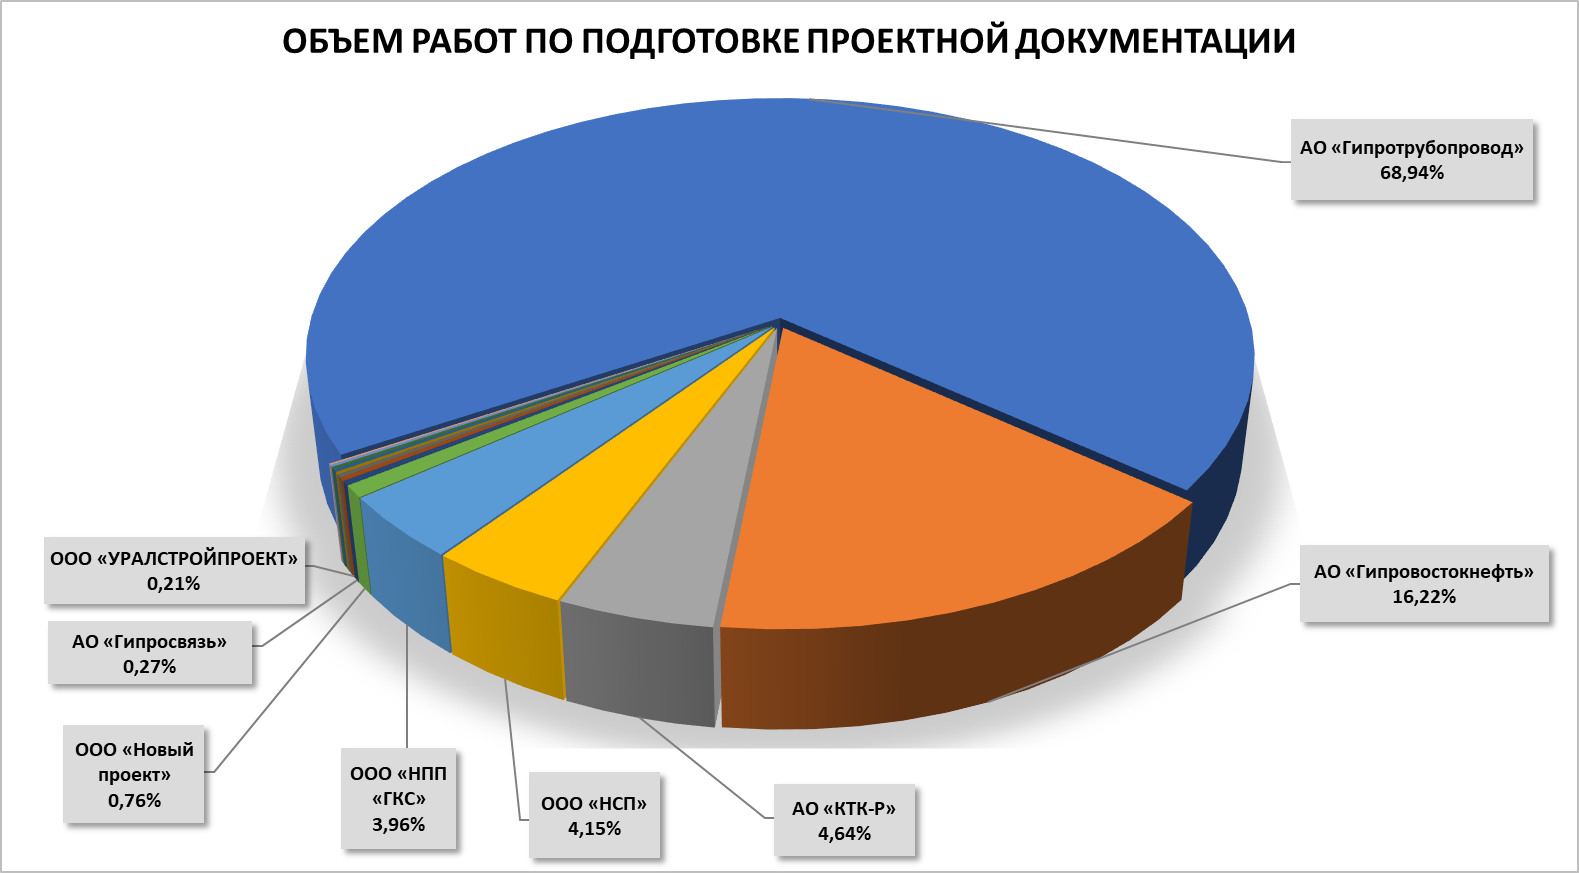 ОБЪЕМ РАБОТ ПО ПОДГОТОВКЕ ПРОЕКТНОЙ ДОКУМЕНТАЦИИ
АО «Гипротрубопровод»
68,94%
АО «Гипровостокнефть»
16,22%
ООО «УРАЛСТРОЙПРОЕКТ»
0,21%
АО «Гипросвязь»
0,27%
ООО «Новый
проект»
0,76%
ООО «НПП
«ГКС»
3,96%
ООО «НСП»
4,15%
АО «КТК-Р»
4,64%